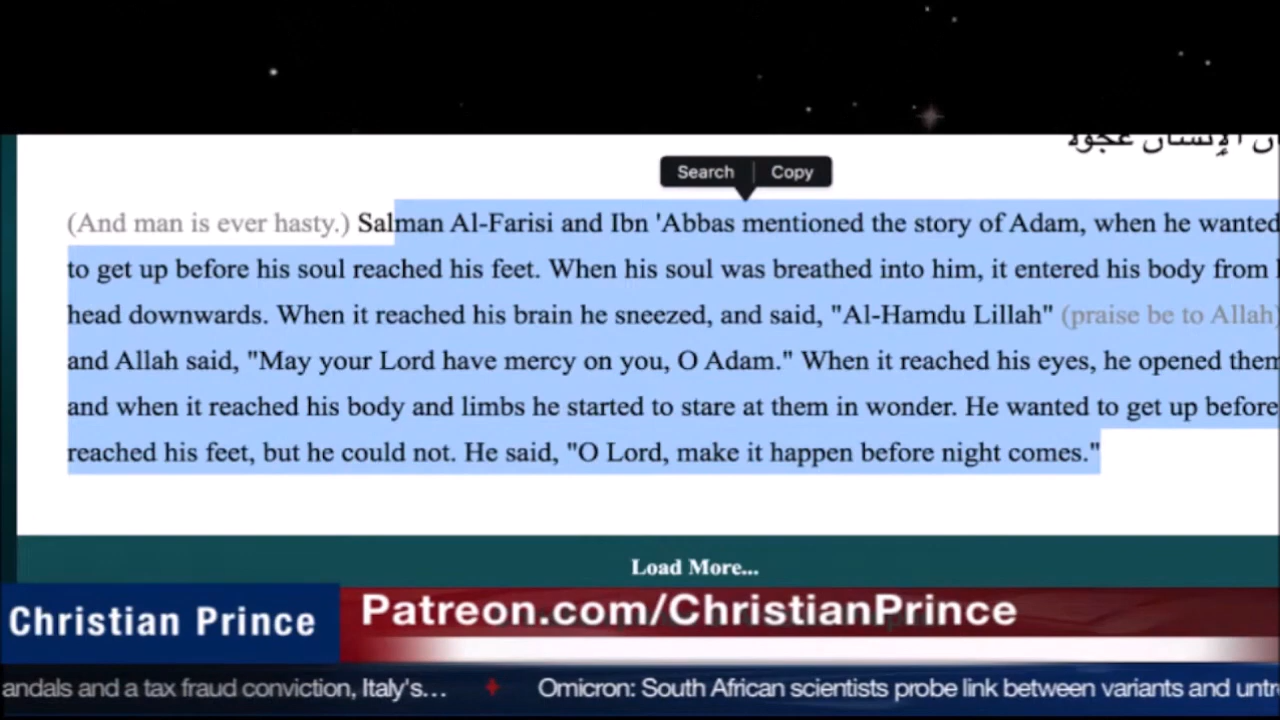 الإنسان عجولا
Search Copy
(And man is ever hasty.) Salman Al-Farisi and Ibn 'Abbas mentioned the story of Adam, when he wanted
to get up before his soul reached his feet. When his soul was breathed into him, it entered his body from
head downwards. When it reached his brain he sneezed, and said, "Al-Hamdu Lillah" (praise be to Allah)
and Allah said, "May your Lord have mercy on you, O Adam." When it reached his eyes, he opened them
and when it reached his body and limbs he started to stare at them in wonder. He wanted to get up before
reached his feet, but he could not. He said, "O Lord, make it happen before night comes."
Load More...
Christian Prince
Patreon.com/ChristianPrince
andals and a tax fraud conviction, Italy's... Omicron: South African scientists probe link between variants and untr